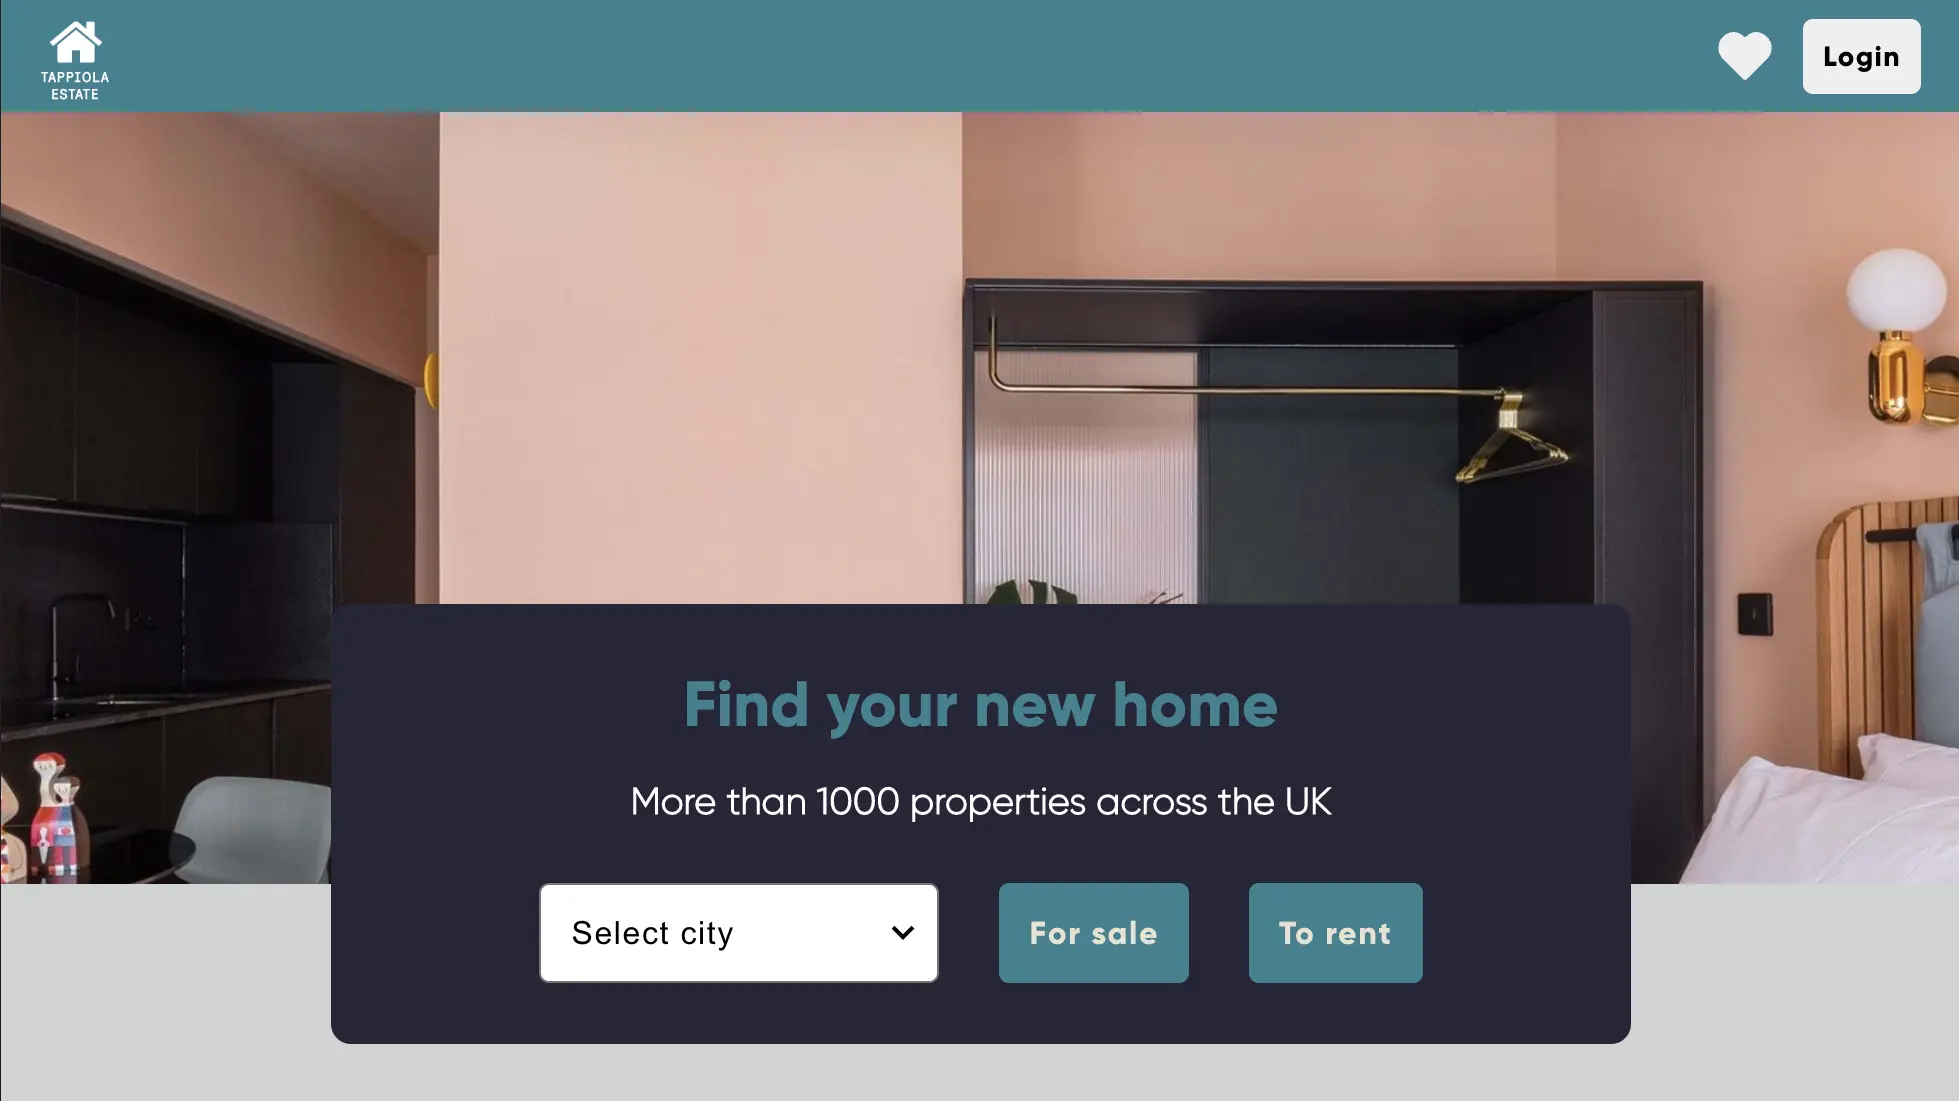 TAPPIOLA
ESTATE
Login
Find your new home
More than 1000 properties across the UK
Select city
For sale
To rent